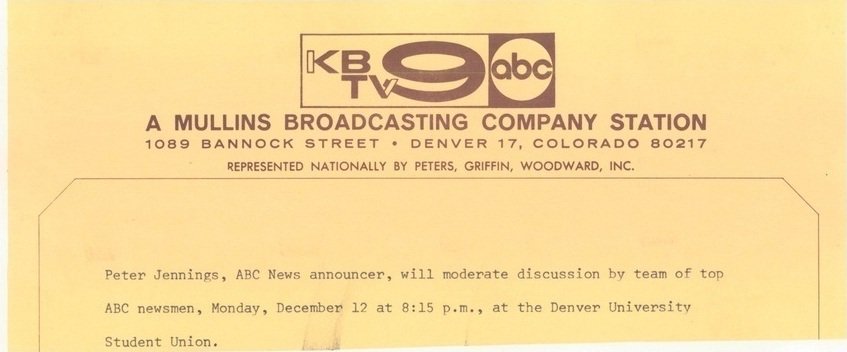 KB
TV 9 abc
A MULLINS BROADCASTING COMPANY STATION
1089 BANNOCK STREET • DENVER 17, COLORADO 80217
REPRESENTED NATIONALLY BY PETERS, GRIFFIN, WOODWARD, INC.
Peter Jennings, ABC News announcer, will moderate discussion by team of top
ABC newsmen, Monday, December 12 at 8:15 p.m., at the Denver University
Student Union.